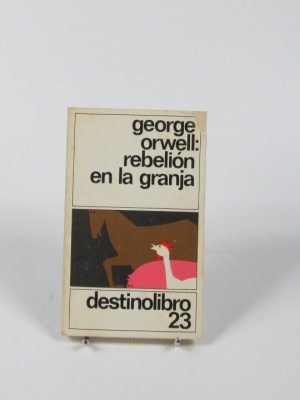 george
orwell:
rebelión
en la granja
destinolibro
23